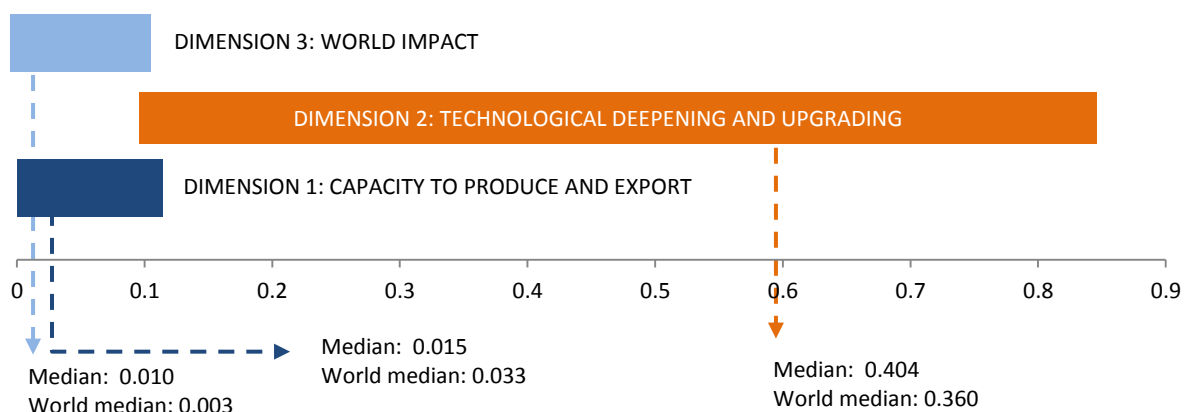 DIMENSION 3: WORLD IMPACT
DIMENSION 2: TECHNOLOGICAL DEEPENING AND UPGRADING
DIMENSION 1: CAPACITY TO PRODUCE AND EXPORT
0 0.1 0.2 0.3 0.4 0.5 0.6 0.7 0.8 0.9
Median: 0.010
World median: 0.003
Median: 0.015
World median: 0.033
Median: 0.404
World median: 0.360